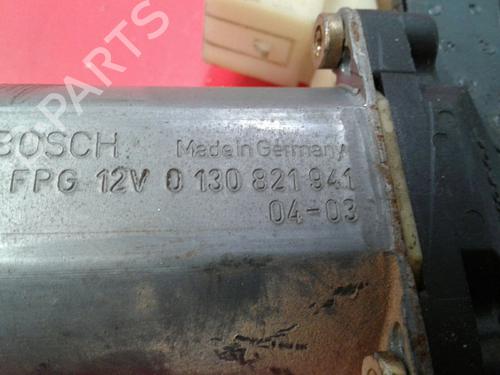 BOSCH Made in Germany
FPG 12V 0 130 821 941
04-03
B PARTS